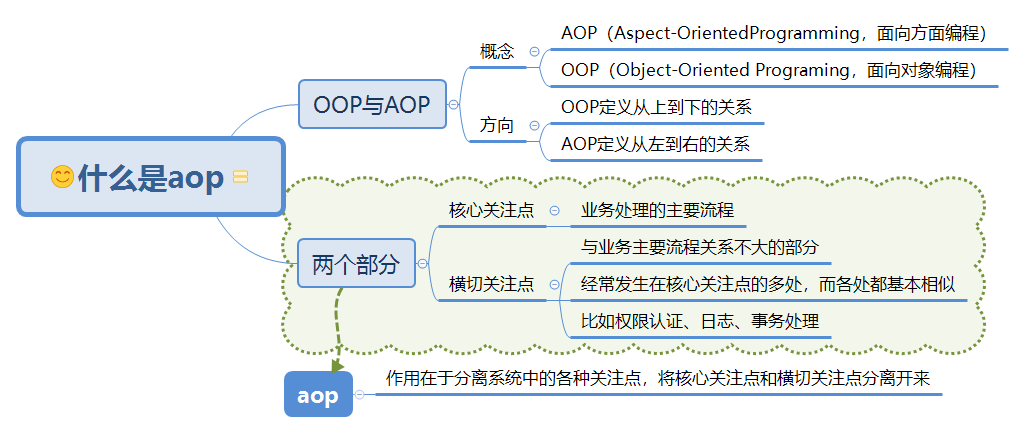 什么是aop
OOP与AOP
概念
AOP（Aspect-OrientedProgramming，面向方面编程）
OOP（Object-Oriented Programing，面向对象编程）
方向
OOP定义从上到下的关系
AOP定义从左到右的关系
两个部分
核心关注点
业务处理的主要流程
横切关注点
与业务主要流程关系不大的部分
经常发生在核心关注点的多处，而各处都基本相似
比如权限认证、日志、事务处理
aop
作用在于分离系统中的各种关注点，将核心关注点和横切关注点分离开来